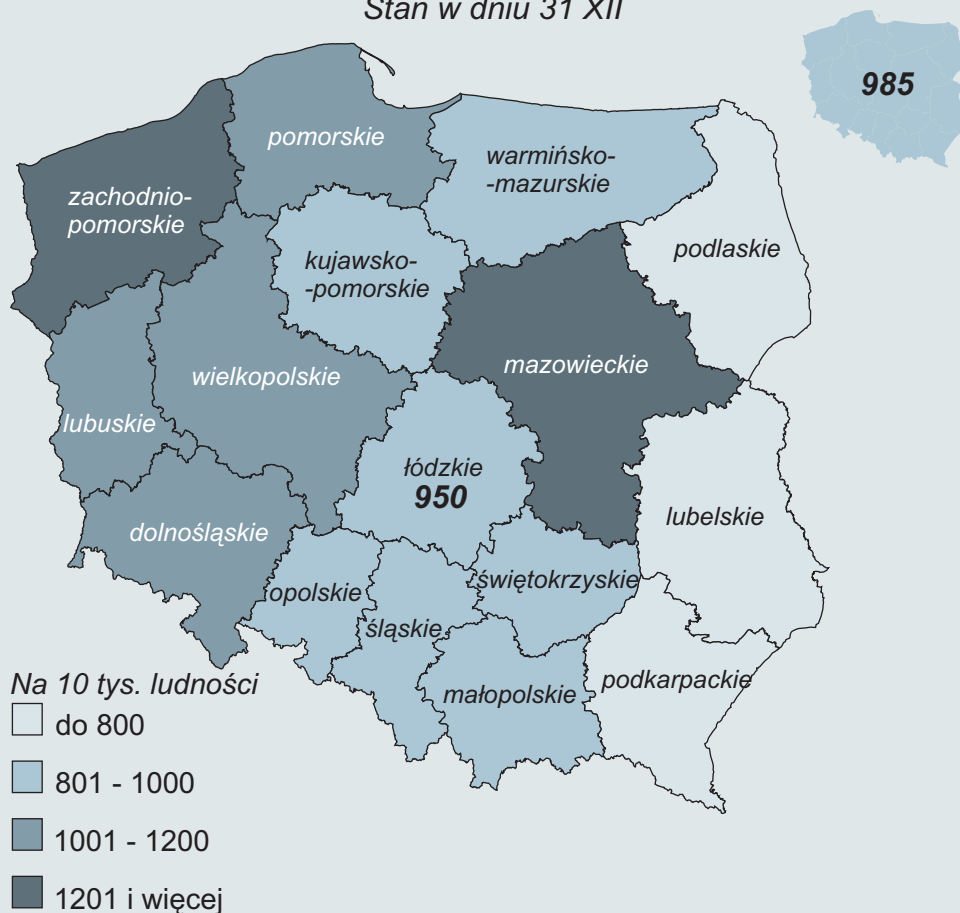 Stan w dniu 31 XII
985
pomorskie
warmińsko-
-mazurskie
zachodnio-
pomorskie
podlaskie
kujawsko-
-pomorskie
mazowieckie
wielkopolskie
lubuskie
łódzkie
950
lubelskie
dolnośląskie
opolskie
świętokrzyskie
śląskie
małopolskie
podkarpackie
Na 10 tys. ludności
do 800
801 - 1000
1001 - 1200
1201 i więcej